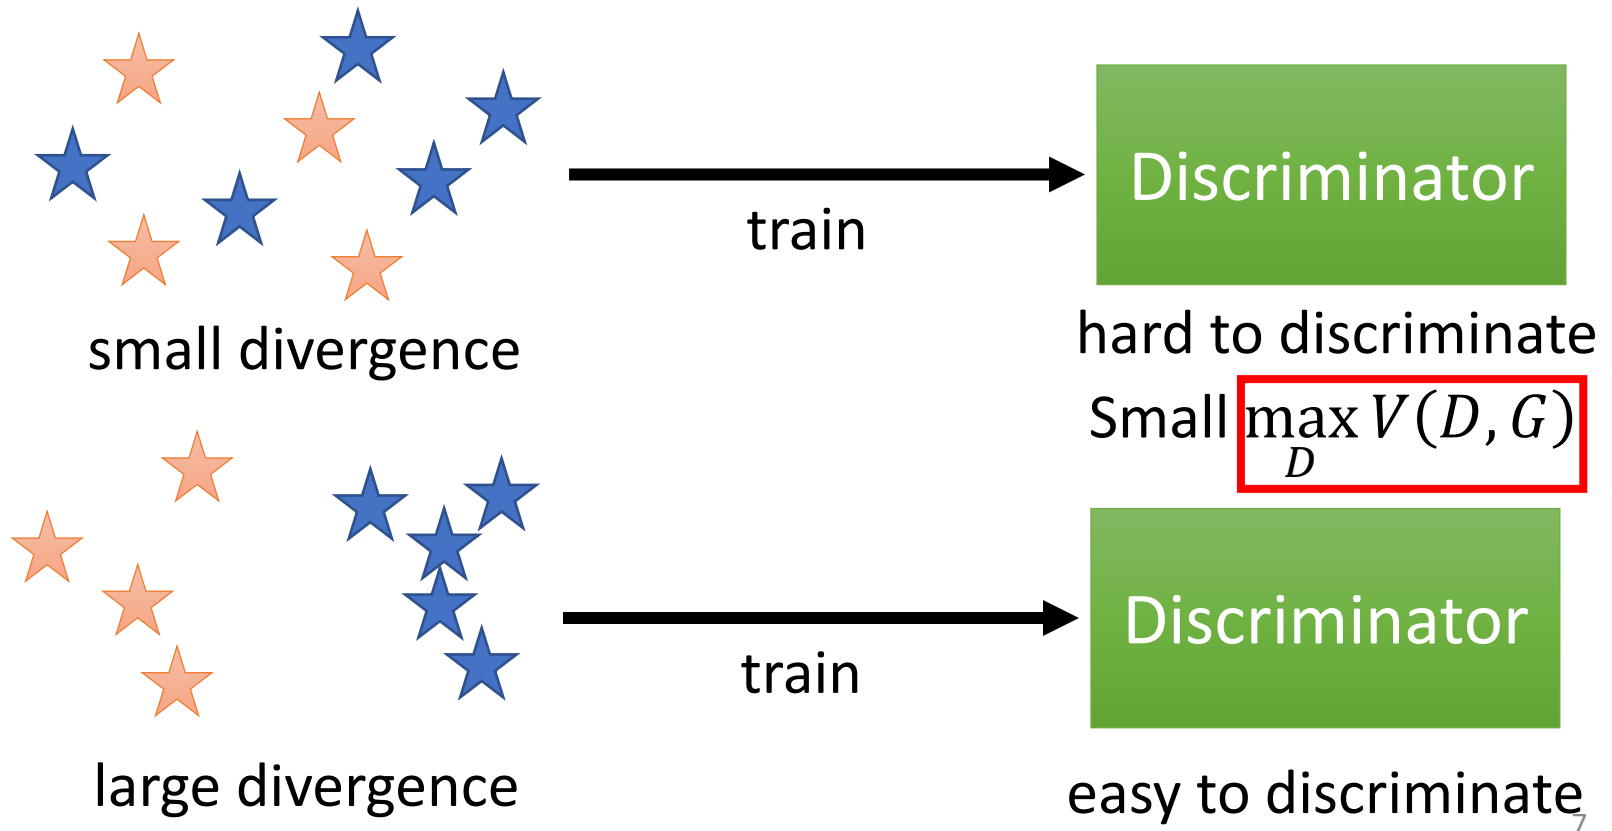 Discriminator
train
hard to discriminate
small divergence
Small max V(D, G)
D
Discriminator
train
large divergence
easy to discriminate
7